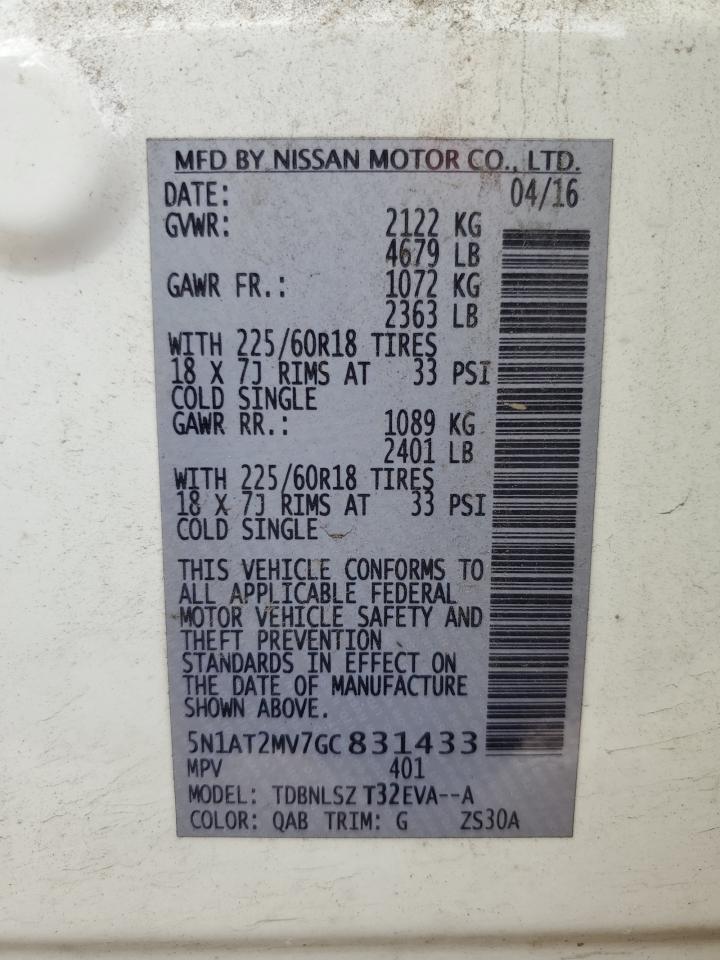 MFD BY NISSAN MOTOR CO., LTD.
DATE: 04/16
GVWR: 2122 KG
4679 LB
GAWR FR.: 1072 KG
2363 LB
WITH 225/60R18 TIRES
18 X 7J RIMS AT 33 PSI
COLD SINGLE
GAWR RR.: 1089 KG
2401 LB
WITH 225/60R18 TIRES
18 X 7J RIMS AT 33 PSI
COLD SINGLE
THIS VEHICLE CONFORMS TO
ALL APPLICABLE FEDERAL
MOTOR VEHICLE SAFETY AND
THEFT PREVENTION
STANDARDS IN EFFECT ON
THE DATE OF MANUFACTURE
SHOWN ABOVE.
5N1AT2MV7GC831433
MPV 401
MODEL: TDBNLSZ T32EVA--A
COLOR: QAB TRIM: G ZS30A